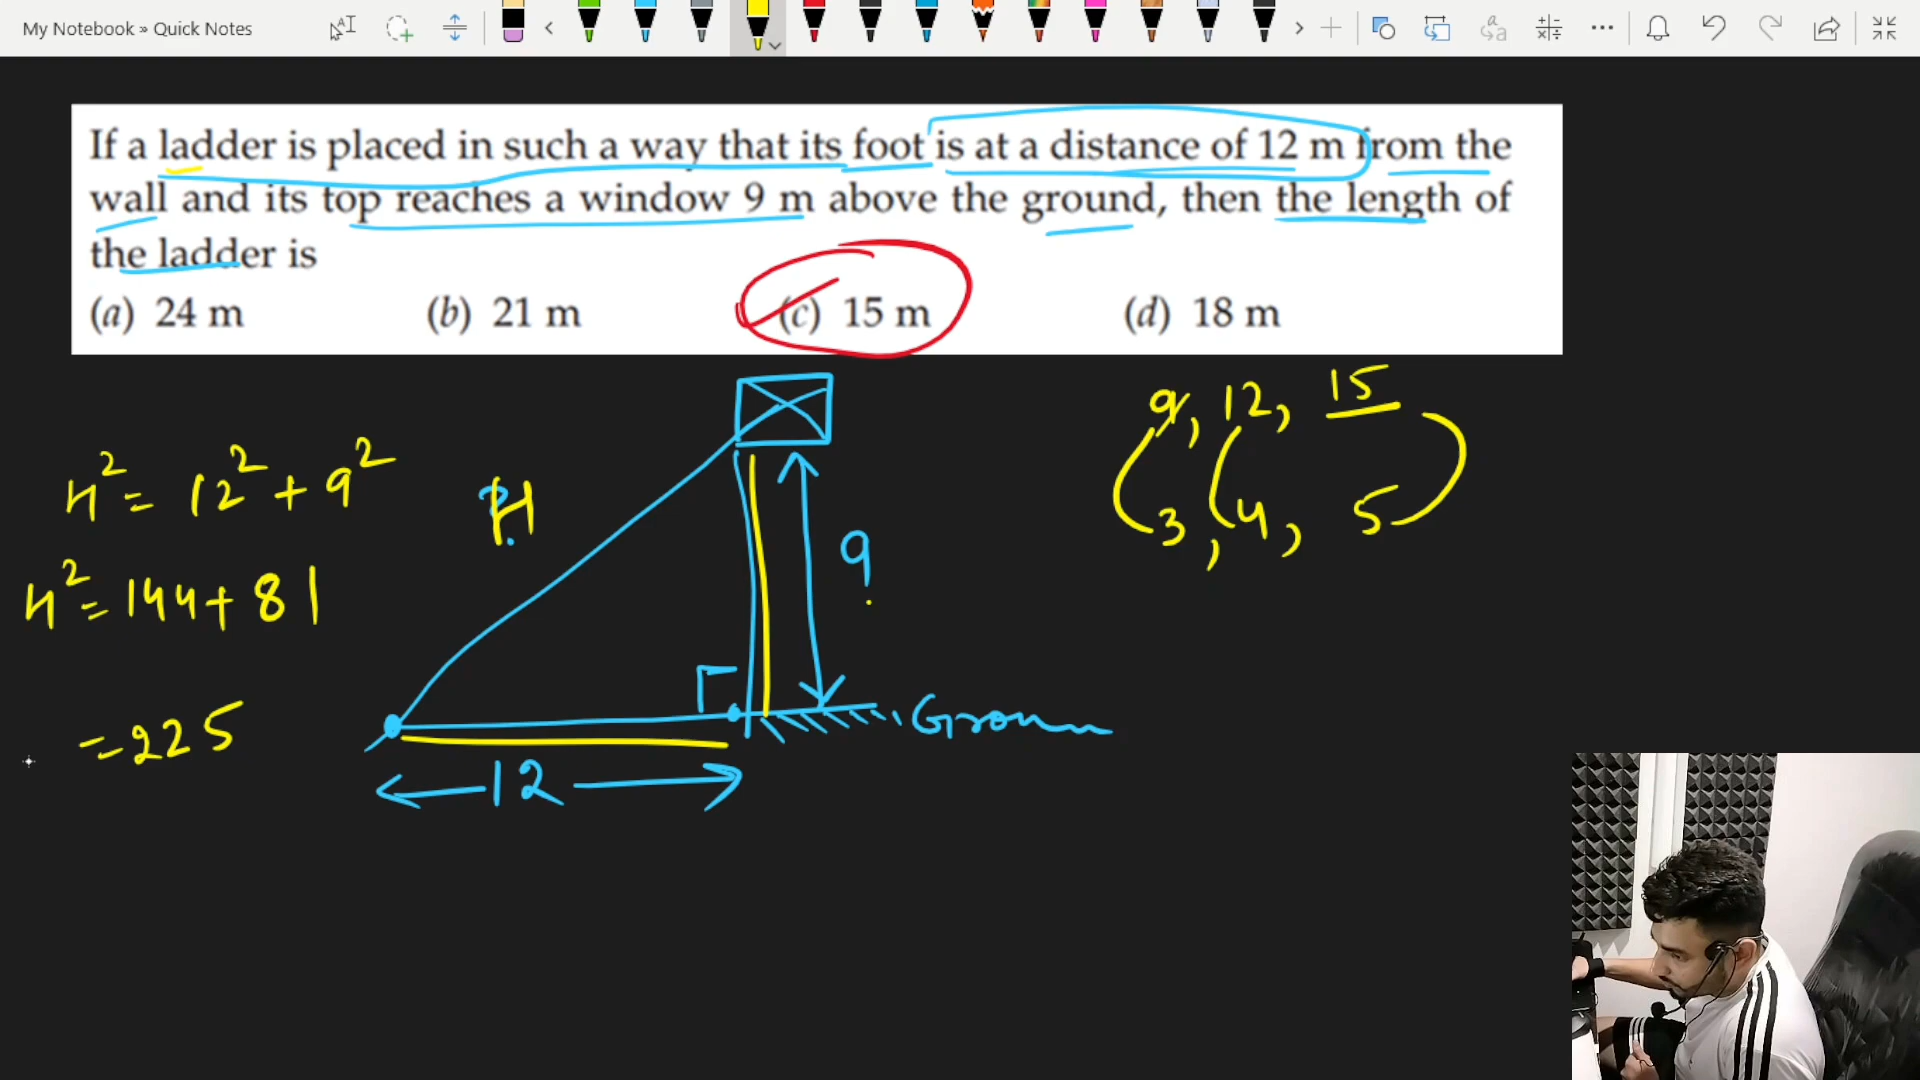 My Notebook » Quick Notes
If a ladder is placed in such a way that its foot is at a distance of 12 m from the
wall and its top reaches a window 9 m above the ground, then the length of
the ladder is
(a) 24 m (b) 21 m (c) 15 m (d) 18 m
9, 12, 15
3, 4, 5
H² = 12² + 9²
H
H² = 144 + 81
9
= 225
12